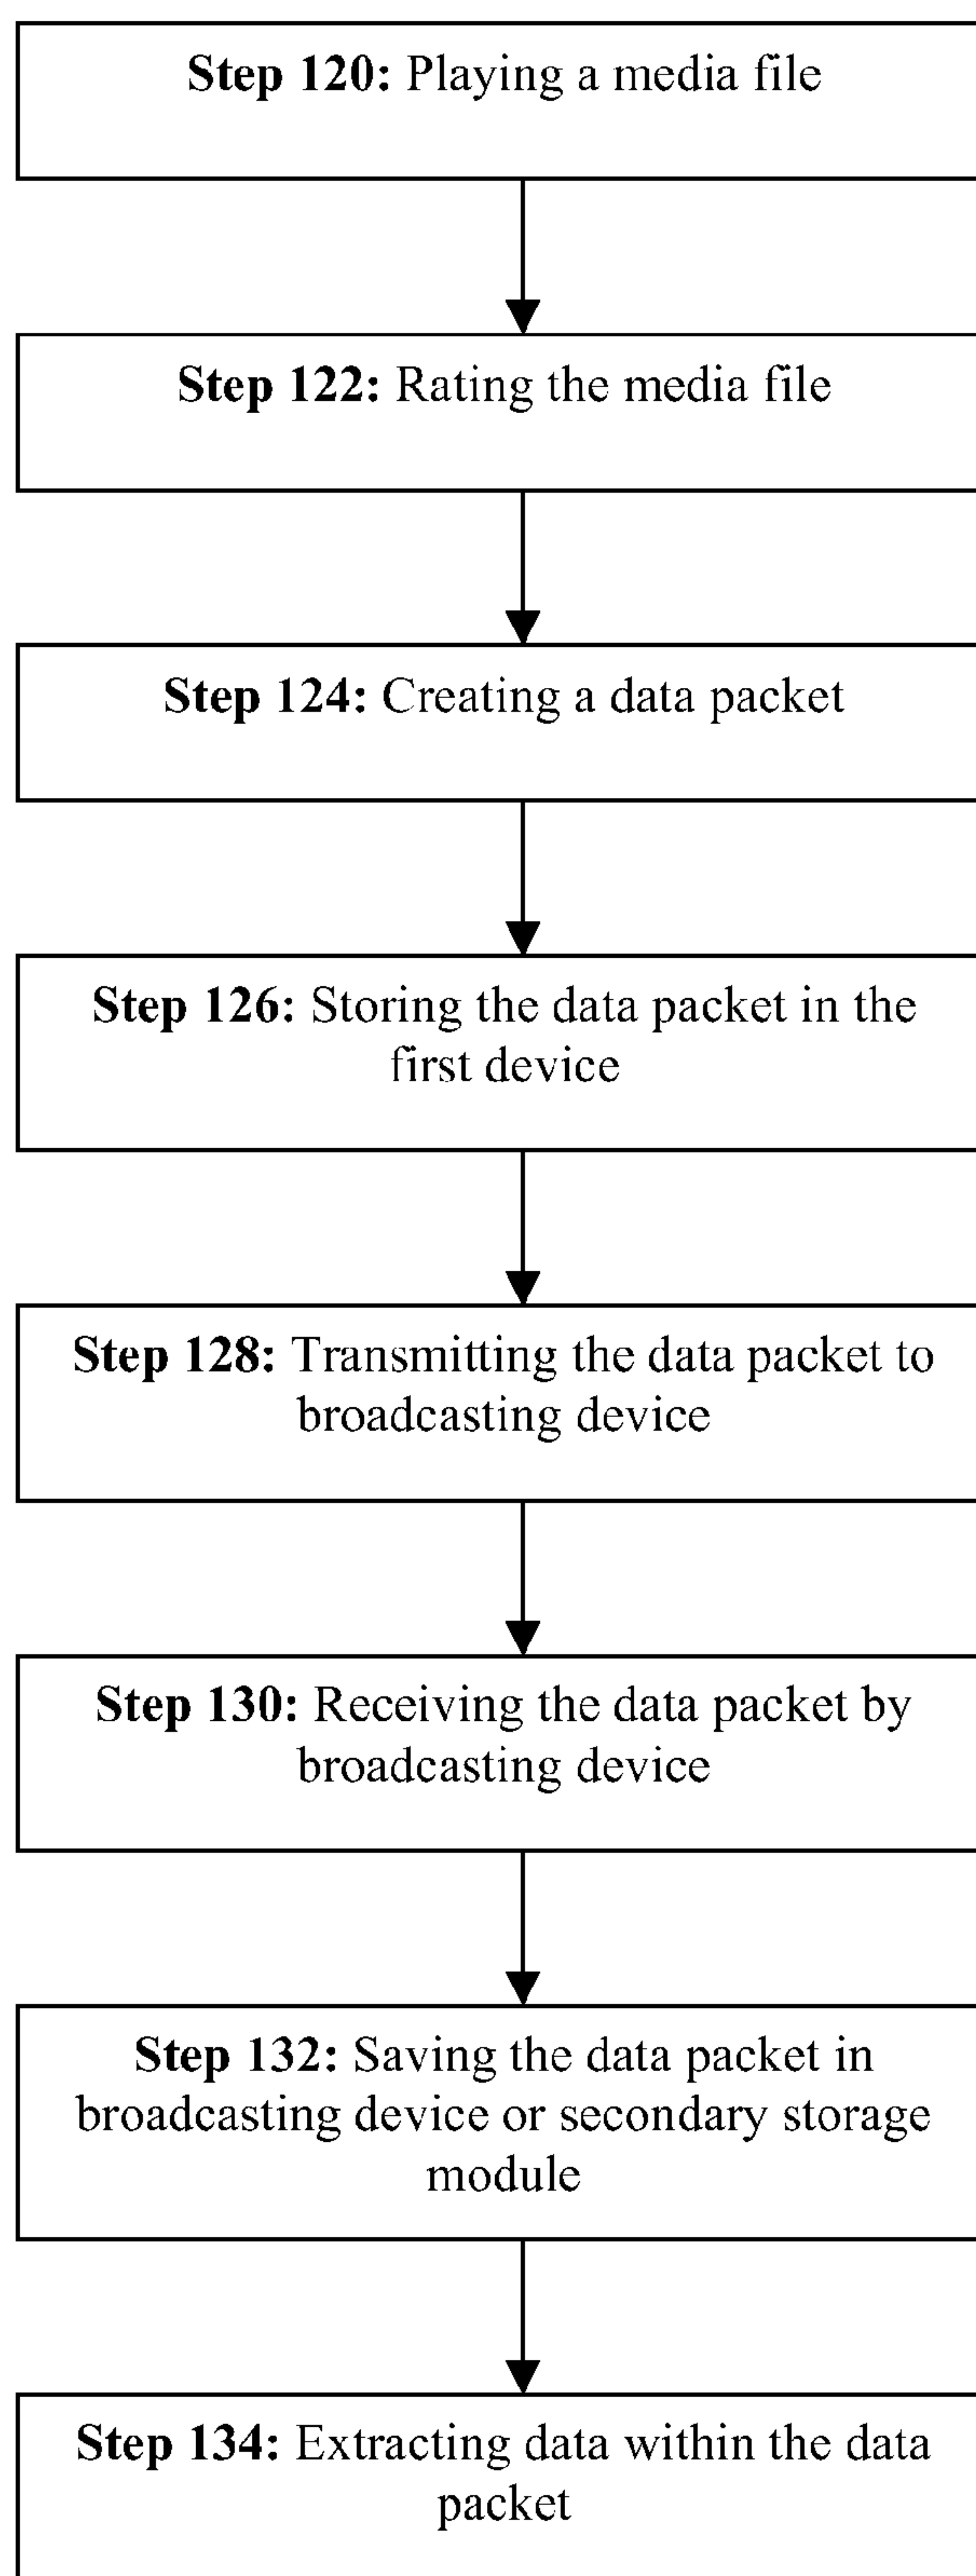 Step 120: Playing a media file
Step 122: Rating the media file
Step 124: Creating a data packet
Step 126: Storing the data packet in the
first device
Step 128: Transmitting the data packet to
broadcasting device
Step 130: Receiving the data packet by
broadcasting device
Step 132: Saving the data packet in
broadcasting device or secondary storage
module
Step 134: Extracting data within the data
packet